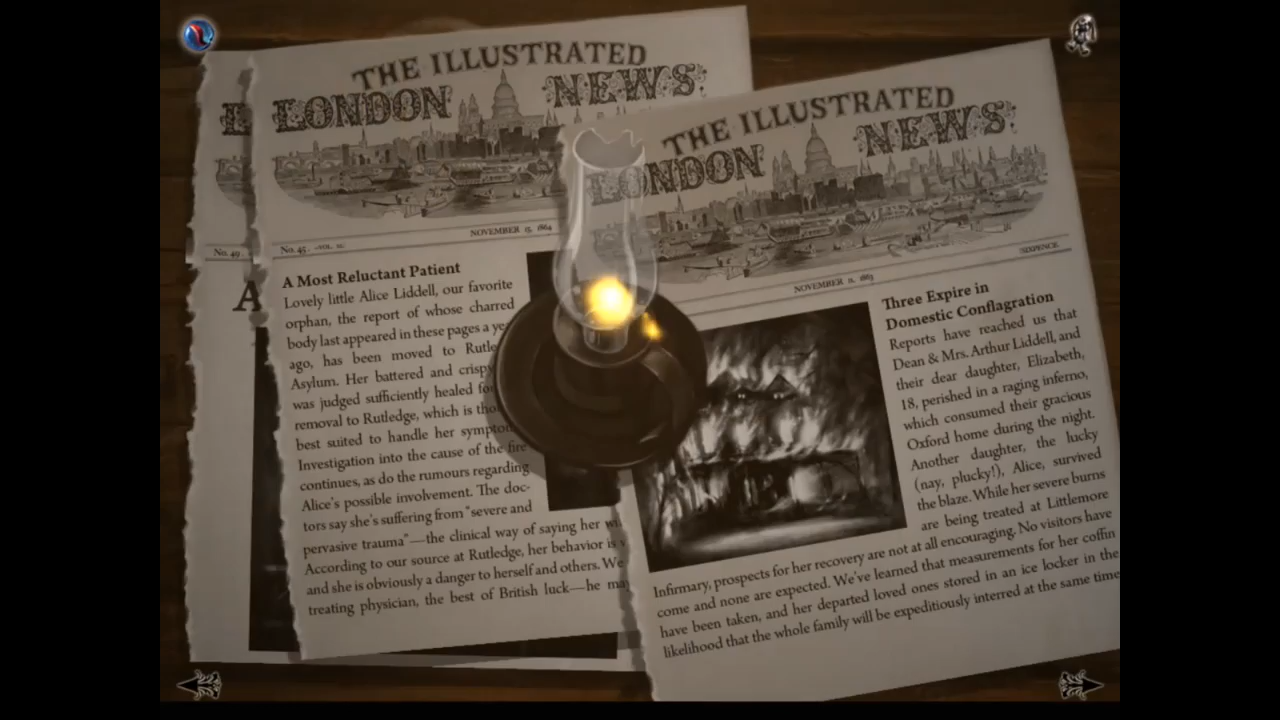 THE ILLUSTRATED
LONDON NEWS
No. 49.
A
THE ILLUSTRATED
LONDON NEWS
No. 45.
NOVEMBER 15, 1864
A Most Reluctant Patient
Lovely little Alice Liddell, our favorite
orphan, the report of whose charred
body last appeared in these pages a
ago, has been moved to
Asylum. Her battered and crispy
was judged sufficiently healed
removal to Rutledge, which is
best suited to handle her
Investigation into the cause of the fire
continues, as do the rumours regarding
Alice's possible involvement. The doc-
tors say she's suffering from "severe and
pervasive trauma"—the clinical way of saying her
According to our source at Rutledge, her behavior is
and she is obviously a danger to herself and others. We
treating physician, the best of British luck—he
SIXPENCE
Three Expire in
Domestic Conflagration
Reports have reached us that
Dean & Mrs. Arthur Liddell, and
their dear daughter, Elizabeth,
18, perished in a raging inferno,
which consumed their gracious
Oxford home during the night.
Another daughter, the lucky
(nay, plucky!), Alice, survived
the blaze. While her severe burns
are being treated at Littlemore
Infirmary, prospects for her recovery are not at all encouraging. No visitors have
come and none are expected. We've learned that measurements for her coffin
have been taken, and her departed loved ones stored in an ice locker in the
likelihood that the whole family will be expeditiously interred at the same time